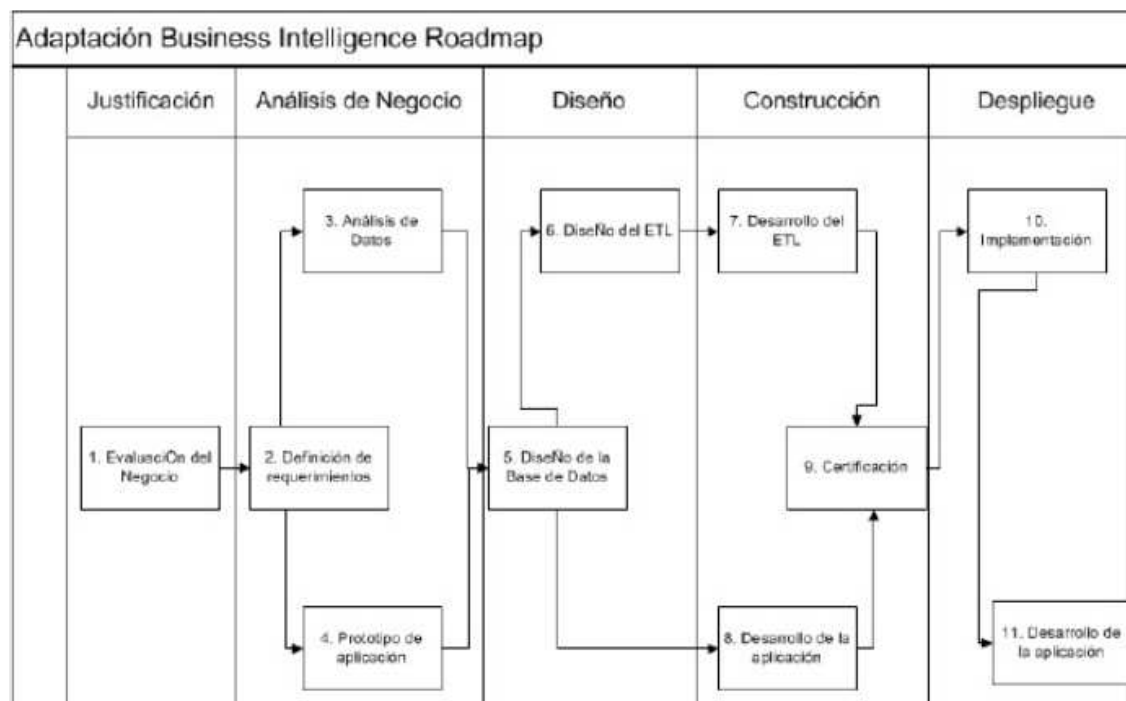 Adaptación Business Intelligence Roadmap
Justificación
Análisis de Negocio
Diseño
Construcción
Despliegue
1. EvaluaciÓn del
Negocio
2. Definición de
requerimientos
3. Análisis de
Datos
4. Prototipo de
aplicación
5. DiseÑo de la
Base de Datos
6. DiseÑo del ETL
7. Desarrollo del
ETL
8. Desarrollo de la
aplicación
9. Certificación
10.
Implementación
11. Desarrollo de
la aplicación